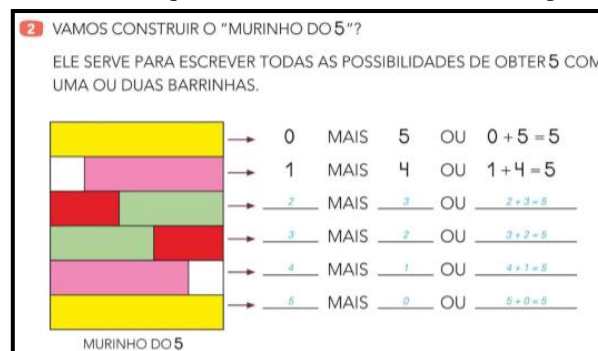 2 VAMOS CONSTRUIR O “MURINHO DO 5”?
ELE SERVE PARA ESCREVER TODAS AS POSSIBILIDADES DE OBTER 5 COM
UMA OU DUAS BARRINHAS.
0 MAIS 5 OU 0 + 5 = 5
1 MAIS 4 OU 1 + 4 = 5
2 MAIS 3 OU 2 + 3 = 5
3 MAIS 2 OU 3 + 2 = 5
4 MAIS 1 OU 4 + 1 = 5
5 MAIS 0 OU 5 + 0 = 5
MURINHO DO 5